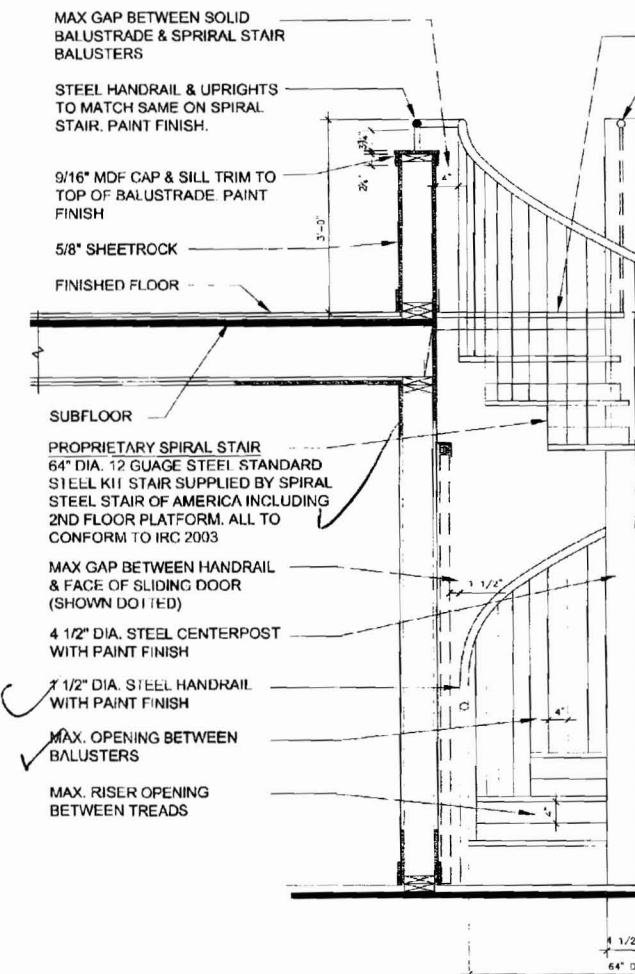 MAX GAP BETWEEN SOLID
BALUSTRADE & SPRIRAL STAIR
BALUSTERS
STEEL HANDRAIL & UPRIGHTS
TO MATCH SAME ON SPIRAL
STAIR. PAINT FINISH.
9/16" MDF CAP & SILL TRIM TO
TOP OF BALUSTRADE. PAINT
FINISH
5/8" SHEETROCK
FINISHED FLOOR
3'-0"
4"
SUBFLOOR
PROPRIETARY SPIRAL STAIR
64" DIA. 12 GUAGE STEEL STANDARD
STEEL KIT STAIR SUPPLIED BY SPIRAL
STEEL STAIR OF AMERICA INCLUDING
2ND FLOOR PLATFORM. ALL TO
CONFORM TO IRC 2003
MAX GAP BETWEEN HANDRAIL
& FACE OF SLIDING DOOR
(SHOWN DOTTED)
1 1/2"
4 1/2" DIA. STEEL CENTERPOST
WITH PAINT FINISH
1 1/2" DIA. STEEL HANDRAIL
WITH PAINT FINISH
MAX. OPENING BETWEEN
BALUSTERS
4"
MAX. RISER OPENING
BETWEEN TREADS
4"
4 1/2
64" D